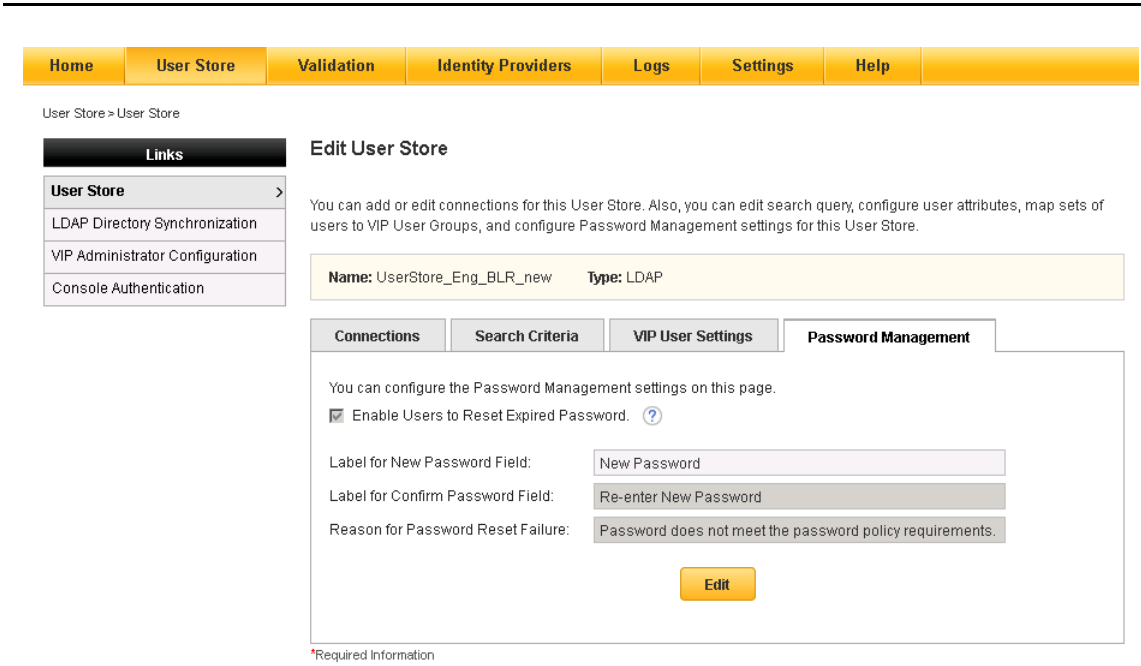 Home User Store Validation Identity Providers Logs Settings Help
User Store > User Store
Links
User Store >
LDAP Directory Synchronization
VIP Administrator Configuration
Console Authentication
Edit User Store
You can add or edit connections for this User Store. Also, you can edit search query, configure user attributes, map sets of
users to VIP User Groups, and configure Password Management settings for this User Store.
Name: UserStore_Eng_BLR_new Type: LDAP
Connections Search Criteria VIP User Settings Password Management
You can configure the Password Management settings on this page.
Enable Users to Reset Expired Password. ?
Label for New Password Field: New Password
Label for Confirm Password Field: Re-enter New Password
Reason for Password Reset Failure: Password does not meet the password policy requirements.
Edit
*Required Information